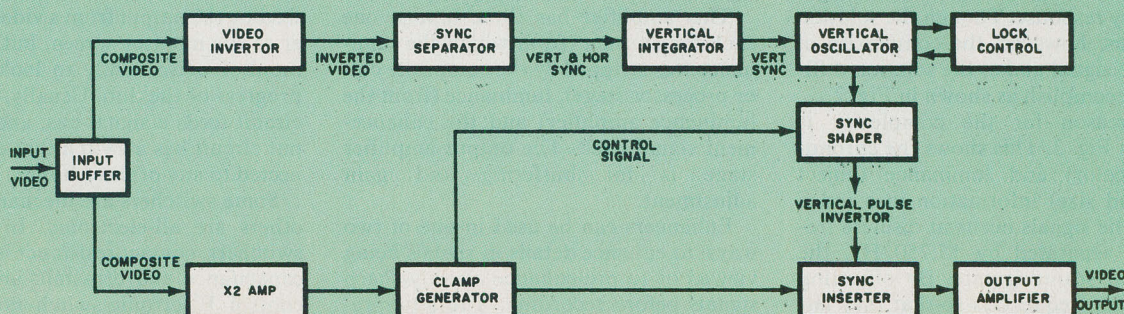 VIDEO
INVERTOR
SYNC
SEPARATOR
VERTICAL
INTEGRATOR
VERTICAL
OSCILLATOR
LOCK
CONTROL
COMPOSITE
VIDEO
INVERTED
VIDEO
VERT & HOR
SYNC
VERT
SYNC
SYNC
SHAPER
CONTROL
SIGNAL
INPUT
VIDEO
INPUT
BUFFER
VERTICAL PULSE
INVERTOR
COMPOSITE
VIDEO
X2 AMP
CLAMP
GENERATOR
SYNC
INSERTER
OUTPUT
AMPLIFIER
VIDEO
OUTPUT